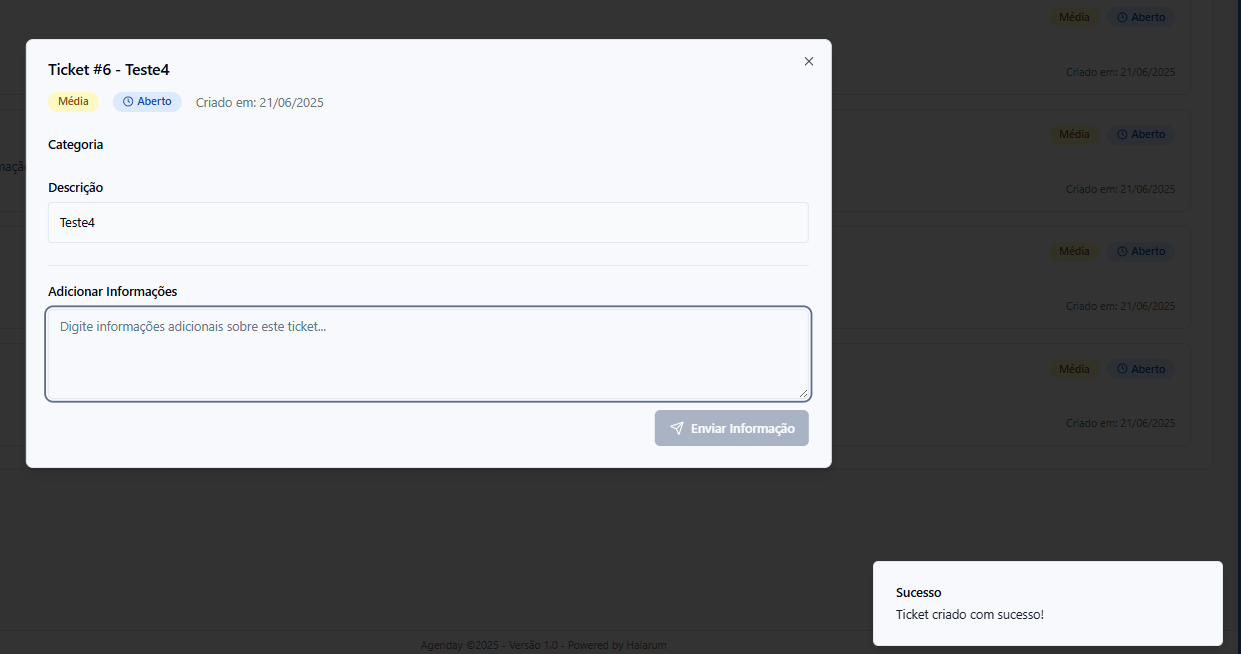 Média Aberto
Criado em: 21/06/2025
Ticket #6 - Teste4
Média Aberto Criado em: 21/06/2025
Categoria
Descrição
Teste4
Adicionar Informações
Digite informações adicionais sobre este ticket...
Enviar Informação
Média Aberto
Criado em: 21/06/2025
Média Aberto
Criado em: 21/06/2025
Média Aberto
Criado em: 21/06/2025
Sucesso
Ticket criado com sucesso!
Agenday ©2025 - Versão 1.0 - Powered by Halarum